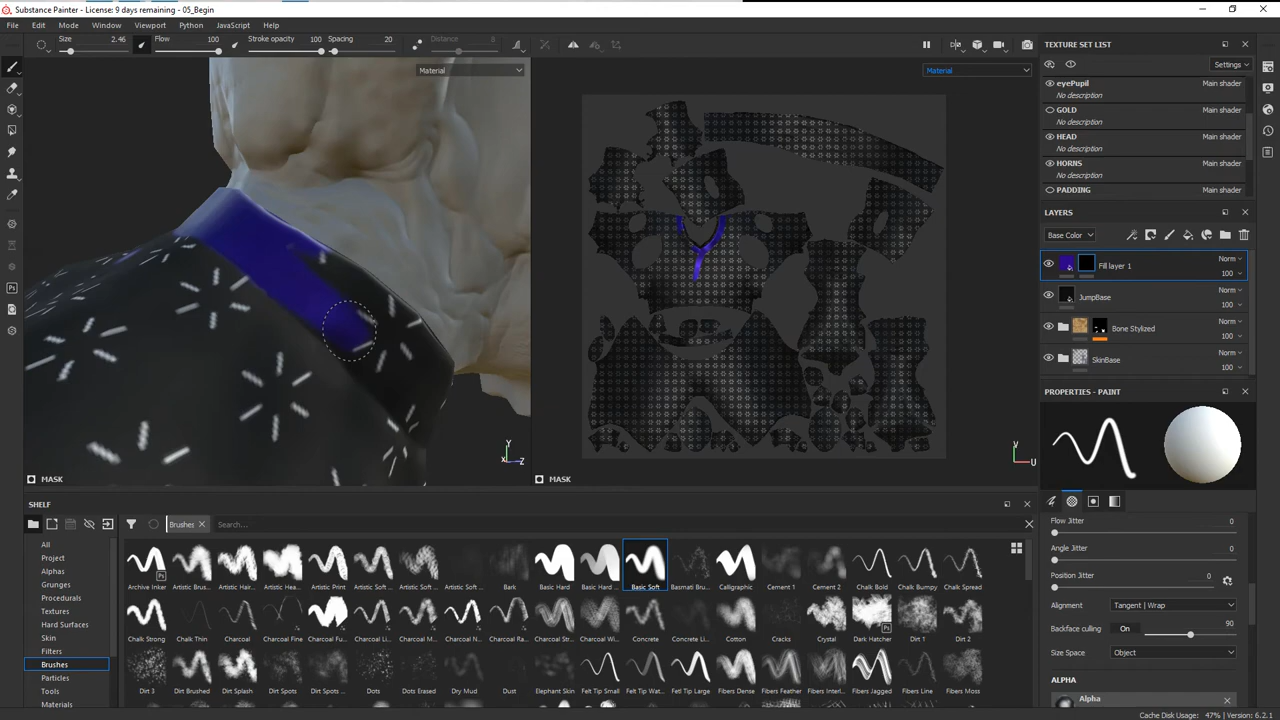 Substance Painter - License: 9 days remaining - 05_Begin
File Edit Mode Window Viewport Python JavaScript Help
Size 2.46 Flow 100 Stroke opacity 100 Spacing 20 Distance 8
Material
Material
MASK
MASK
Y
X Z
V
U
TEXTURE SET LIST
Settings
eyePupil Main shader
No description
GOLD Main shader
No description
HEAD Main shader
No description
HORNS Main shader
No description
PADDING Main shader
LAYERS
Base Color
Fill layer 1 Norm 100
JumpBase Norm 100
Bone Stylized Norm 100
SkinBase Norm 100
PROPERTIES - PAINT
Flow Jitter 0
Angle Jitter 0
Position Jitter 0
Alignment Tangent | Wrap
Backface culling On 90
Size Space Object
ALPHA
Alpha
SHELF
Brushes Search...
All
Project
Alphas
Grunges
Procedurals
Textures
Hard Surfaces
Skin
Filters
Brushes
Particles
Tools
Materials
Archive Inker Artistic Brus... Artistic Hair... Artistic Hea... Artistic Print Artistic Soft ... Artistic Soft ... Artistic Soft ... Bark Basic Hard Basic Hard ... Basic Soft Basmati Bru... Calligraphic Cement 1 Cement 2 Chalk Bold Chalk Bumpy Chalk Spread
Chalk Strong Chalk Thin Charcoal Charcoal Fine Charcoal Fu... Charcoal Li... Charcoal M... Charcoal N... Charcoal Ra... Charcoal Str... Charcoal Wi... Concrete Concrete Li... Cotton Cracks Crystal Dark Hatcher Dirt 1 Dirt 2
Dirt 3 Dirt Brushed Dirt Splash Dirt Spots Dirt Spots ... Dots Dots Erased Dry Mud Dust Elephant Skin Felt Tip Small Felt Tip Wat... Fetl Tip Large Fibers Dense Fibers Feather Fibers Interl... Fibers Jagged Fibers Line Fibers Moss
Cache Disk Usage: 47% | Version: 6.2.1